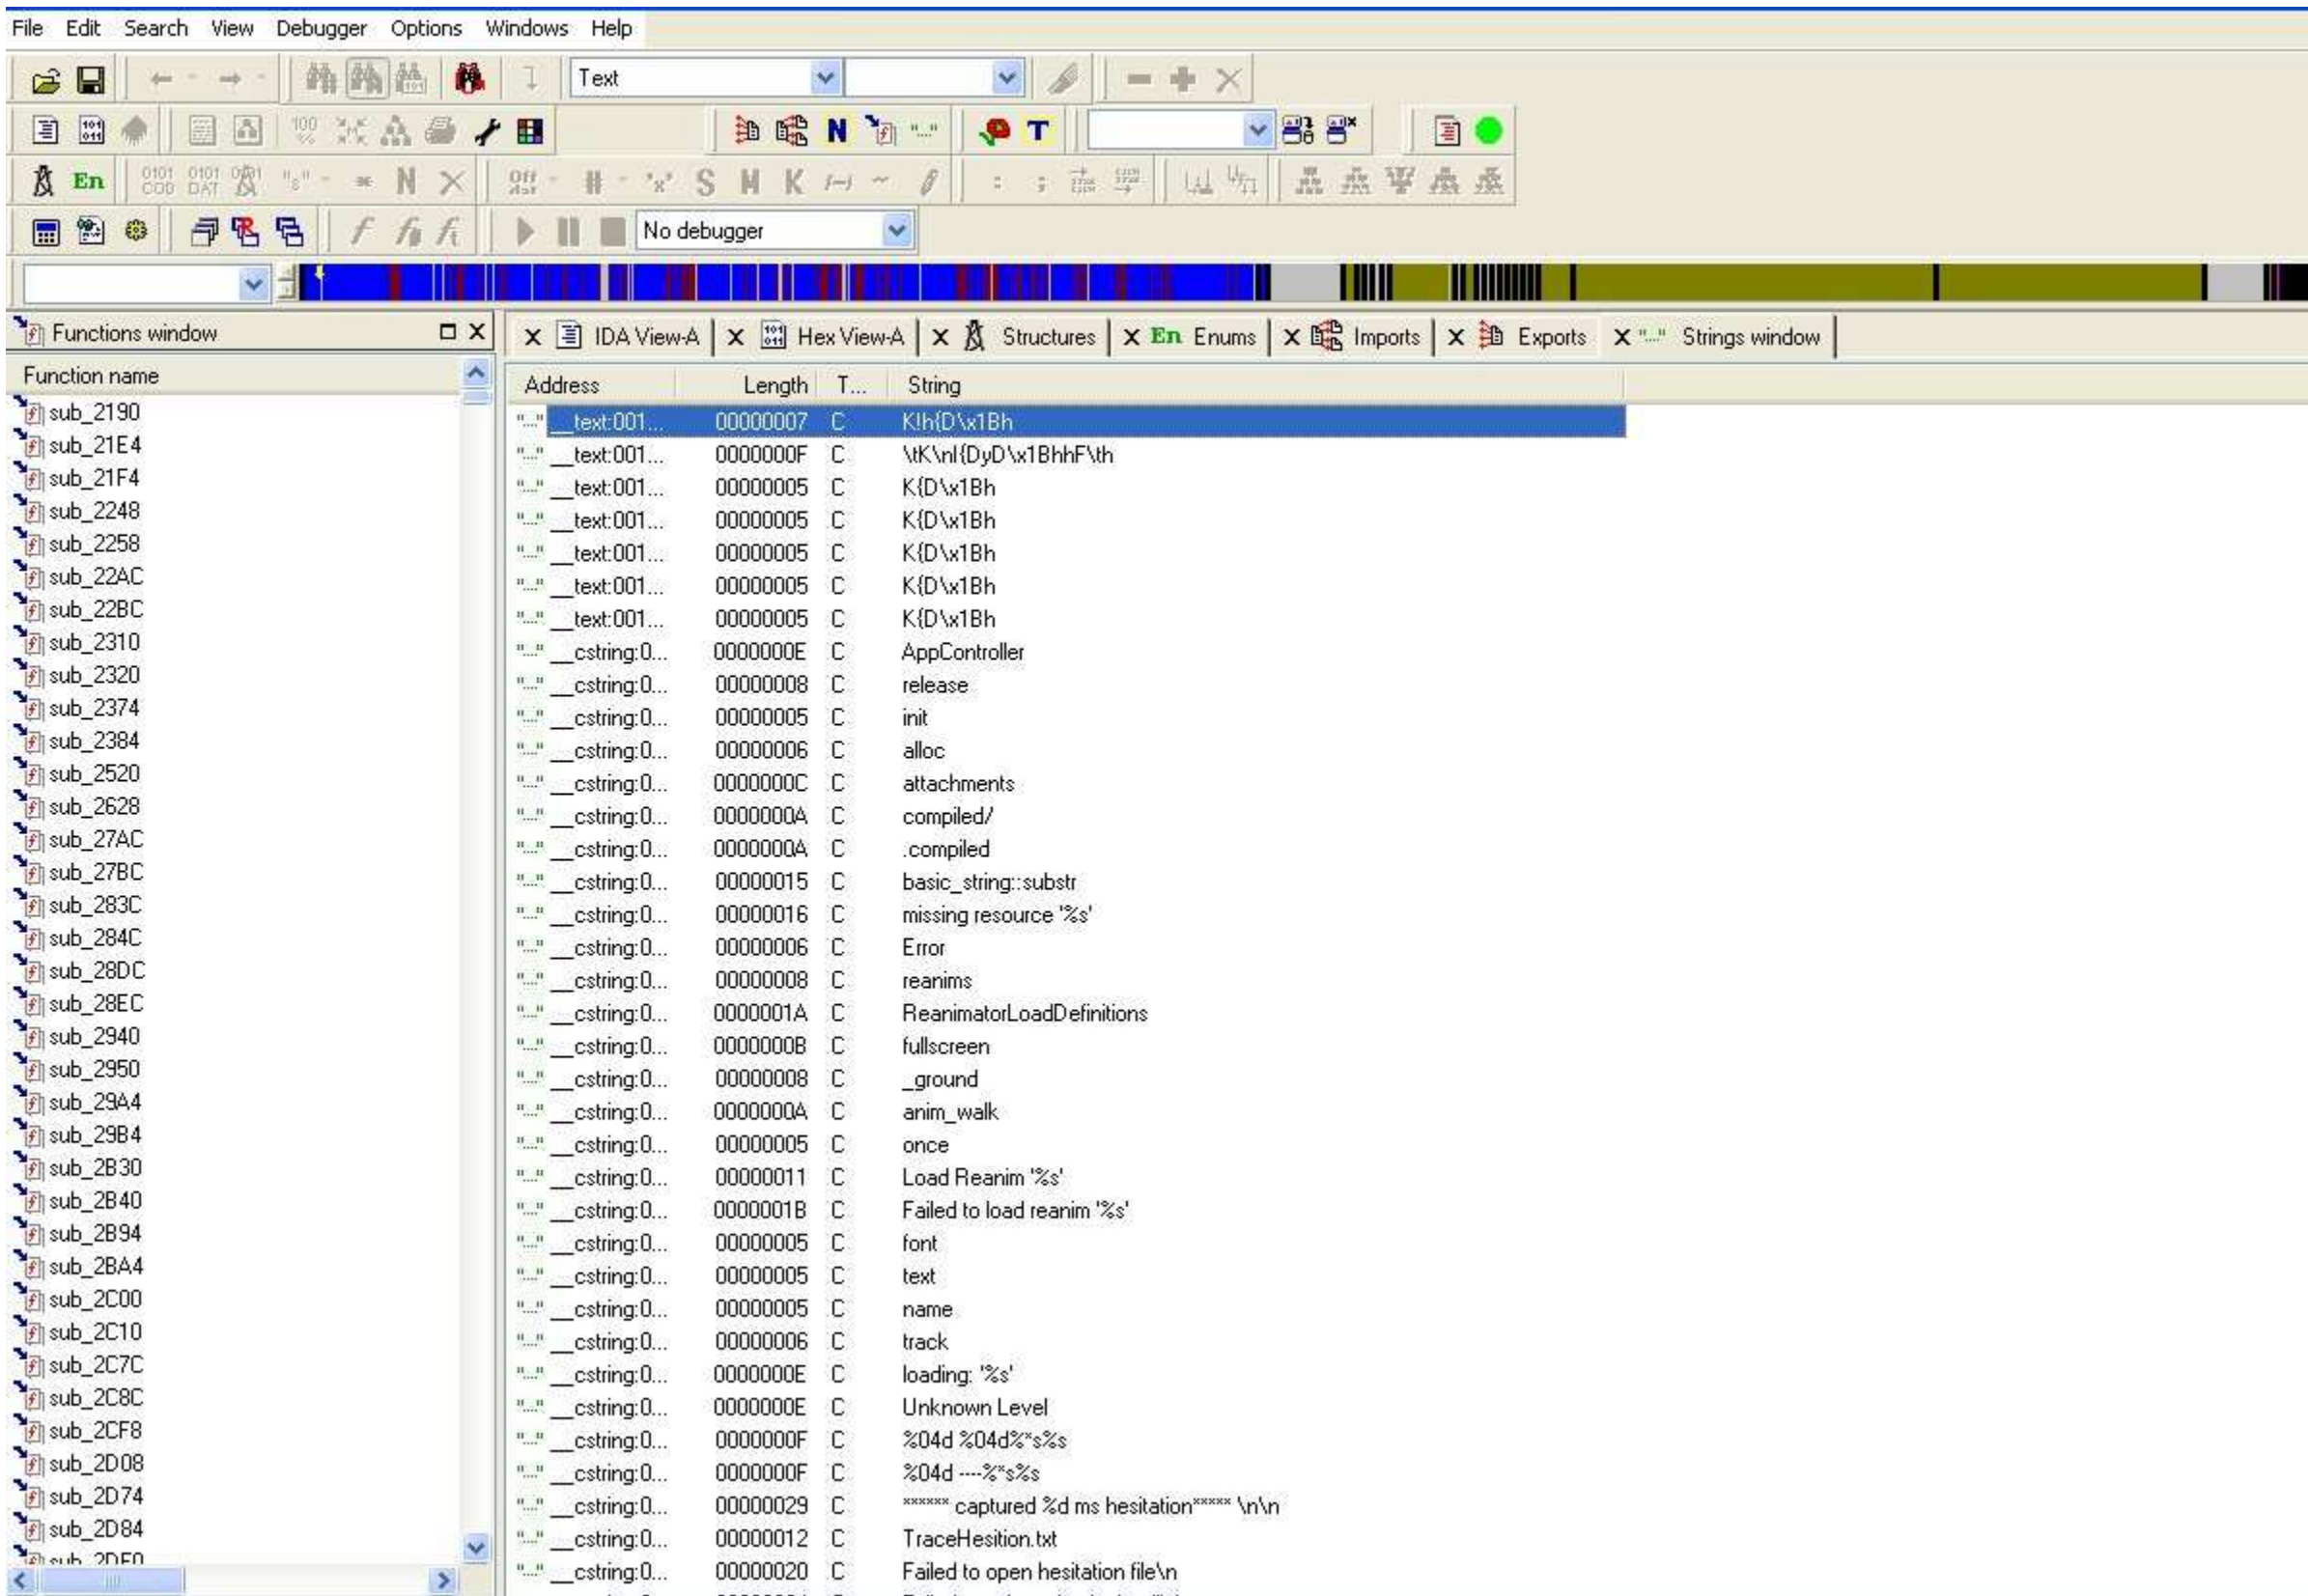 File Edit Search View Debugger Options Windows Help
Text
No debugger
Functions window
IDA View-A Hex View-A Structures En Enums Imports Exports Strings window
Function name
sub_2190
sub_21E4
sub_21F4
sub_2248
sub_2258
sub_22AC
sub_22BC
sub_2310
sub_2320
sub_2374
sub_2384
sub_2520
sub_2628
sub_27AC
sub_27BC
sub_283C
sub_284C
sub_28DC
sub_28EC
sub_2940
sub_2950
sub_29A4
sub_29B4
sub_2B30
sub_2B40
sub_2B94
sub_2BA4
sub_2C00
sub_2C10
sub_2C7C
sub_2C8C
sub_2CF8
sub_2D08
sub_2D74
sub_2D84
Address Length T... String
__text:001... 00000007 C K!h{D\x1Bh
__text:001... 0000000F C \tK\nI{DyD\x1BhhF\th
__text:001... 00000005 C K{D\x1Bh
__text:001... 00000005 C K{D\x1Bh
__text:001... 00000005 C K{D\x1Bh
__text:001... 00000005 C K{D\x1Bh
__text:001... 00000005 C K{D\x1Bh
__cstring:0... 0000000E C AppController
__cstring:0... 00000008 C release
__cstring:0... 00000005 C init
__cstring:0... 00000006 C alloc
__cstring:0... 0000000C C attachments
__cstring:0... 0000000A C compiled/
__cstring:0... 0000000A C .compiled
__cstring:0... 00000015 C basic_string::substr
__cstring:0... 00000016 C missing resource '%s'
__cstring:0... 00000006 C Error
__cstring:0... 00000008 C reanims
__cstring:0... 0000001A C ReanimatorLoadDefinitions
__cstring:0... 0000000B C fullscreen
__cstring:0... 00000008 C _ground
__cstring:0... 0000000A C anim_walk
__cstring:0... 00000005 C once
__cstring:0... 00000011 C Load Reanim '%s'
__cstring:0... 0000001B C Failed to load reanim '%s'
__cstring:0... 00000005 C font
__cstring:0... 00000005 C text
__cstring:0... 00000005 C name
__cstring:0... 00000006 C track
__cstring:0... 0000000E C loading: '%s'
__cstring:0... 0000000E C Unknown Level
__cstring:0... 0000000F C %04d %04d%*s%s
__cstring:0... 0000000F C %04d ----%*s%s
__cstring:0... 00000029 C ****** captured %d ms hesitation***** \n\n
__cstring:0... 00000012 C TraceHesition.txt
__cstring:0... 00000020 C Failed to open hesitation file\n